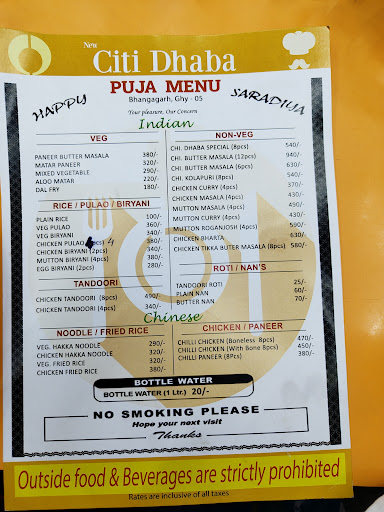 New
Citi Dhaba
PUJA MENU
Bhangagarh, Ghy - 05
HAPPY
SARADIYA
Your pleasure, Our Concern
Indian
VEG
PANEER BUTTER MASALA 380/-
MATAR PANEER 320/-
MIXED VEGETABLE 290/-
ALOO MATAR 220/-
DAL FRY 180/-
RICE / PULAO / BIRYANI
PLAIN RICE 100/-
VEG PULAO 360/-
VEG BIRYANI 340/-
CHICKEN PULAO 4 380/-
CHICKEN BIRYANI (2pcs) 340/-
MUTTON BIRYANI (4pcs) 380/-
EGG BIRYANI (2pcs) 280/-
TANDOORI
CHICKEN TANDOORI (8pcs) 490/-
CHICKEN TANDOORI (4pcs) 340/-
NON-VEG
CHI. DHABA SPECIAL (8pcs) 540/-
CHI. BUTTER MASALA (12pcs) 940/-
CHI. BUTTER MASALA (6pcs) 630/-
CHI. KOLAPURI (8pcs) 540/-
CHICKEN CURRY (4pcs) 370/-
CHICKEN MASALA (4pcs) 430/-
MUTTON MASALA (4pcs) 450/-
MUTTON CURRY (4pcs) 430/-
MUTTON ROGANJOSH (4pcs) 590/-
CHICKEN BHARTA 430/-
CHICKEN TIKKA BUTER MASALA (8pcs) 580/-
ROTI / NAN'S
TANDOORI ROTI 25/-
PLAIN NAN 60/-
BUTTER NAN 70/-
Chinese
NOODLE / FRIED RICE
VEG. HAKKA NOODLE 290/-
CHICKEN HAKKA NOODLE 320/-
VEG. FRIED RICE 320/-
CHICKEN FRIED RICE 380/-
CHICKEN / PANEER
CHILLI CHICKEN (Boneless 8pcs) 470/-
CHILLI CHICKEN (With Bone 8pcs) 450/-
CHILLI PANEER (8Pcs) 380/-
BOTTLE WATER
BOTTLE WATER (1 Ltr.) 20/-
NO SMOKING PLEASE
Hope your next visit
Thanks
Outside food & Beverages are strictly prohibited
Rates are inclusive of all taxes